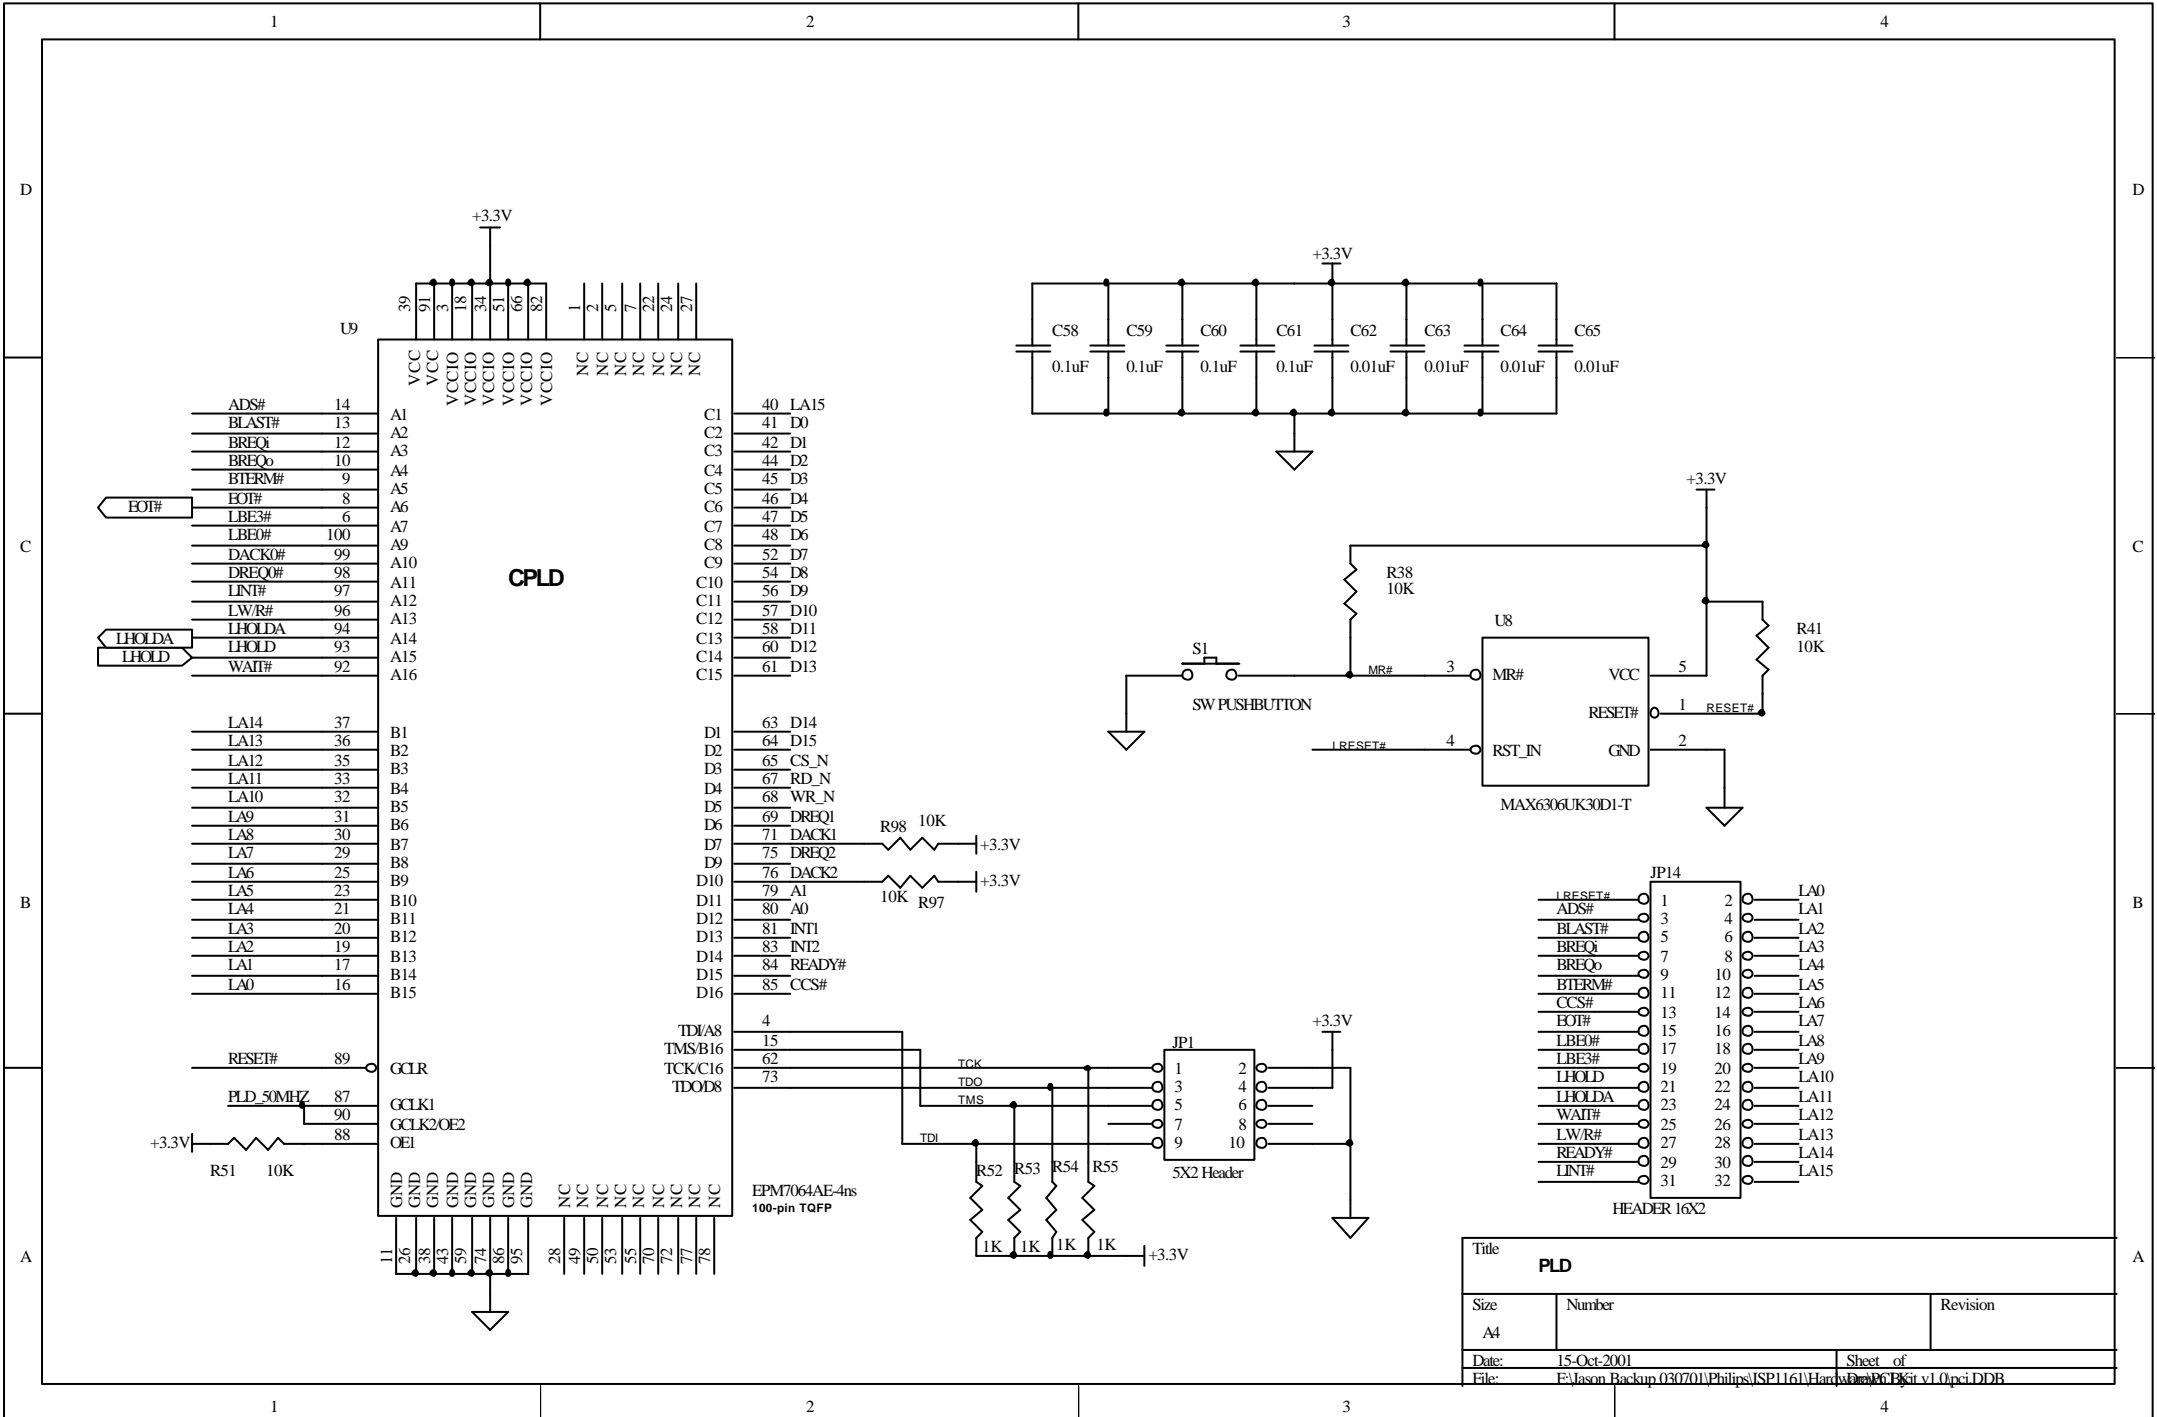 1 2 3 4
D D
C C
B B
A A
1 2 3 4
+3.3V
U9
39 91 3 18 34 51 66 82 1 2 5 7 22 24 27
VCC VCC VCCIO VCCIO VCCIO VCCIO VCCIO VCCIO NC NC NC NC NC NC NC
CPLD
ADS# 14 A1
BLAST# 13 A2
BREQi 12 A3
BREQo 10 A4
BTERM# 9 A5
EOT# EOT# 8 A6
LBE3# 6 A7
LBE0# 100 A9
DACK0# 99 A10
DREQ0# 98 A11
LINT# 97 A12
LW/R# 96 A13
LHOLDA LHOLDA 94 A14
LHOLD LHOLD 93 A15
WAIT# 92 A16
LA14 37 B1
LA13 36 B2
LA12 35 B3
LA11 33 B4
LA10 32 B5
LA9 31 B6
LA8 30 B7
LA7 29 B8
LA6 25 B9
LA5 23 B10
LA4 21 B11
LA3 20 B12
LA2 19 B13
LA1 17 B14
LA0 16 B15
RESET# 89 GCLR
PLD_50MHZ 87 GCLK1
90 GCLK2/OE2
+3.3V 88 OE1
R51 10K
C1 40 LA15
C2 41 D0
C3 42 D1
C4 44 D2
C5 45 D3
C6 46 D4
C7 47 D5
C8 48 D6
C9 52 D7
C10 54 D8
C11 56 D9
C12 57 D10
C13 58 D11
C14 60 D12
C15 61 D13
D1 63 D14
D2 64 D15
D3 65 CS_N
D4 67 RD_N
D5 68 WR_N
D6 69 DREQ1
D7 71 DACK1 R98 10K +3.3V
D9 75 DREQ2
D10 76 DACK2 10K R97 +3.3V
D11 79 A1
D12 80 A0
D13 81 INT1
D14 83 INT2
D15 84 READY#
D16 85 CCS#
TDI/A8 4
TMS/B16 15
TCK/C16 62
TDO/D8 73
GND GND GND GND GND GND GND GND NC NC NC NC NC NC NC NC NC
11 26 38 43 59 74 86 95 28 49 50 53 55 70 72 77 78
EPM7064AE-4ns
100-pin TQFP
TCK
TDO
TMS
TDI
R52 R53 R54 R55
1K 1K 1K 1K
+3.3V
JP1
+3.3V
1 2
3 4
5 6
7 8
9 10
5X2 Header
+3.3V
C58 C59 C60 C61 C62 C63 C64 C65
0.1uF 0.1uF 0.1uF 0.1uF 0.01uF 0.01uF 0.01uF 0.01uF
+3.3V
R38
10K
R41
10K
S1
SW PUSHBUTTON
U8
MR# 3 MR#
VCC 5
RESET# 1 RESET#
LRESET# 4 RST_IN
GND 2
MAX6306UK30D1-T
JP14
LRESET# 1 2 LA0
ADS# 3 4 LA1
BLAST# 5 6 LA2
BREQi 7 8 LA3
BREQo 9 10 LA4
BTERM# 11 12 LA5
CCS# 13 14 LA6
EOT# 15 16 LA7
LBE0# 17 18 LA8
LBE3# 19 20 LA9
LHOLD 21 22 LA10
LHOLDA 23 24 LA11
WAIT# 25 26 LA12
LW/R# 27 28 LA13
READY# 29 30 LA14
LINT# 31 32 LA15
HEADER 16X2
Title
PLD
Size Number Revision
A4
Date: 15-Oct-2001 Sheet of
File: E:\Jason Backup 030701\Philips\ISP1161\Hardware\PCI Kit v1.0\pci.DDB